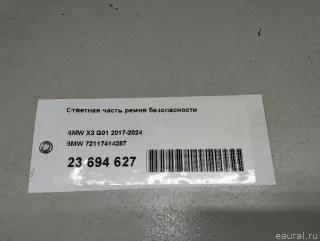 Ответная часть ремня безопасности
BMW X3 G01 2017-2024
BMW 72117414287
23 694 627
eaural.ru